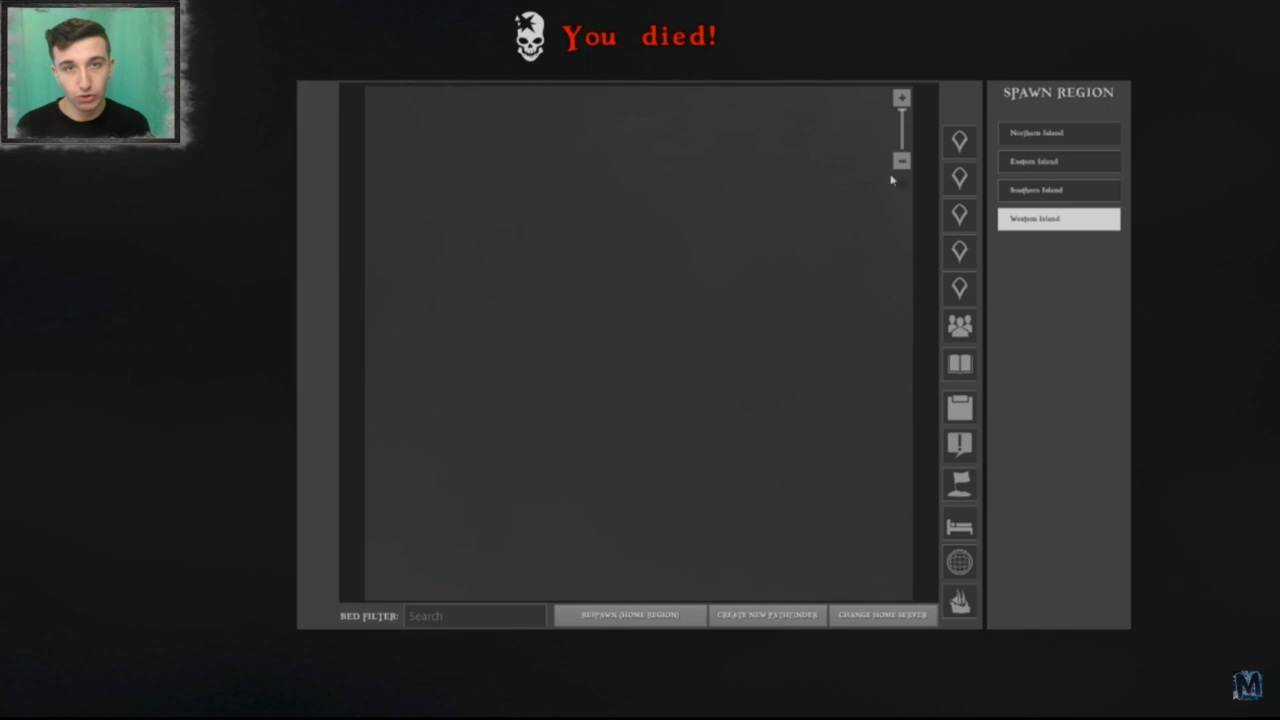 You died!
SPAWN REGION
Northern Island
Eastern Island
Southern Island
Western Island
BED FILTER:
Search
RESPAWN (HOME REGION)
CREATE NEW PATHFINDER
CHANGE HOME SERVER
M